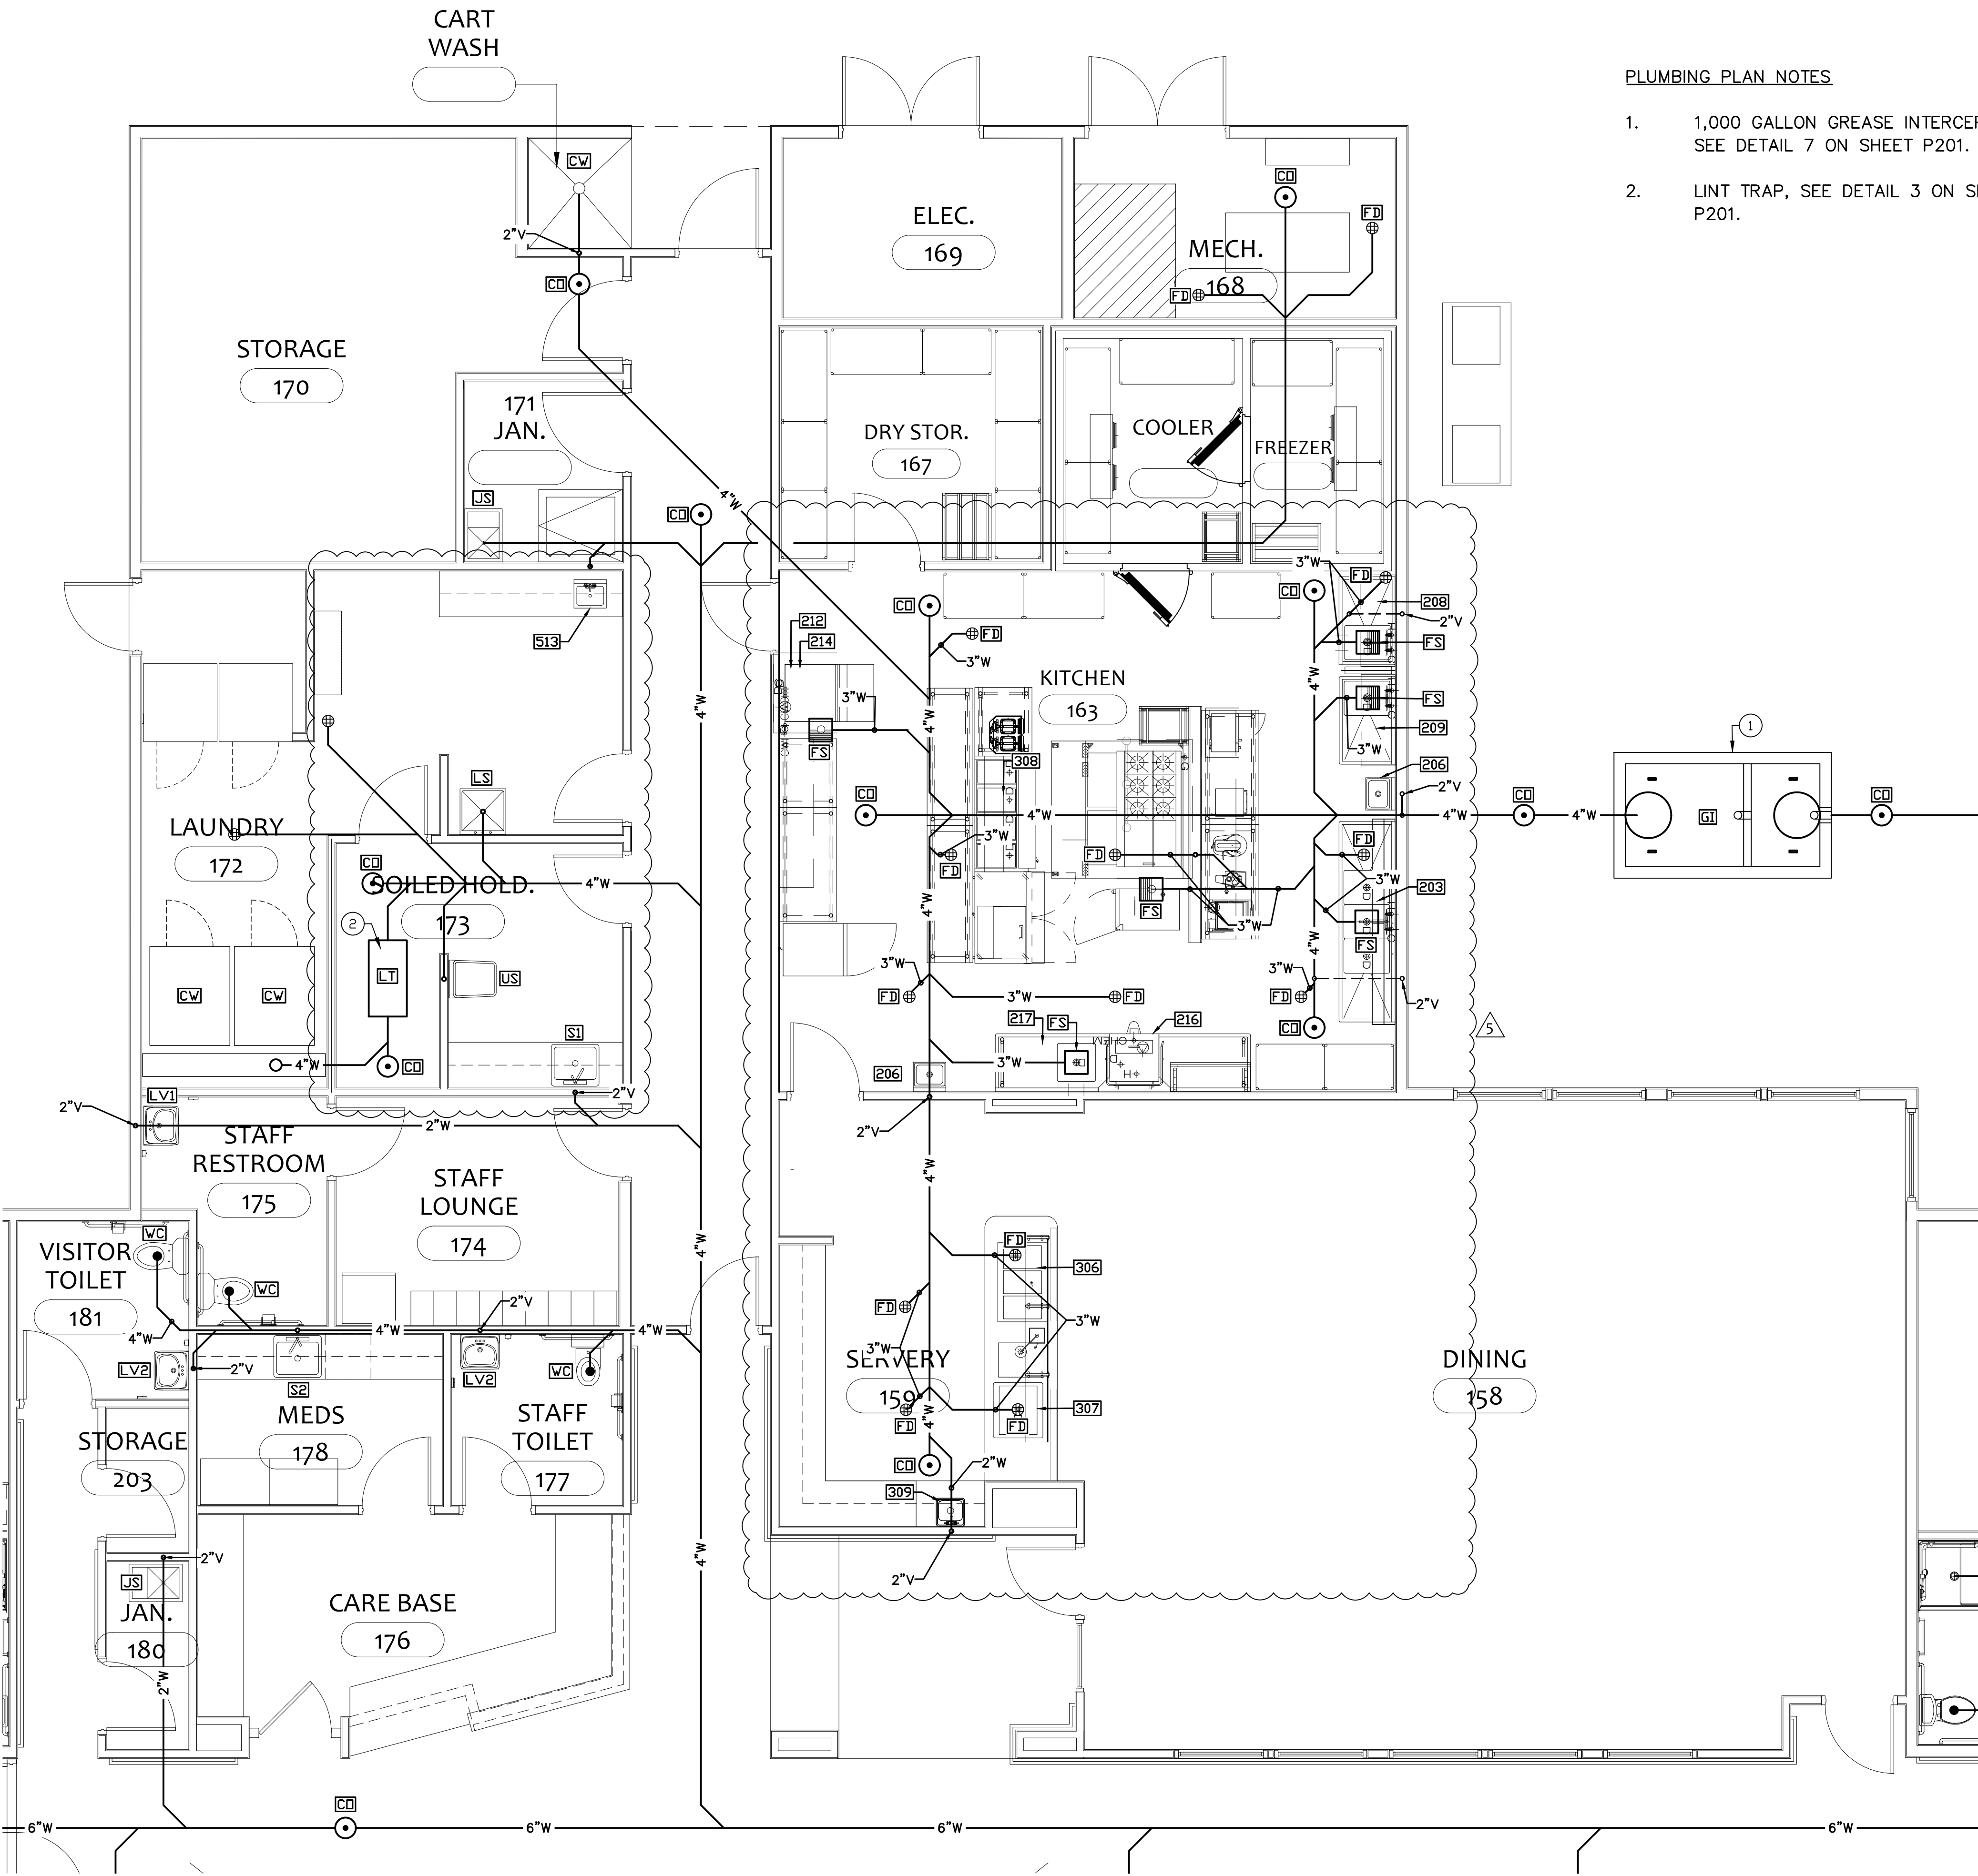 CART
WASH
PLUMBING PLAN NOTES
1. 1,000 GALLON GREASE INTERCE
SEE DETAIL 7 ON SHEET P201.
2. LINT TRAP, SEE DETAIL 3 ON S
P201.
CW
2"V
CO
ELEC.
169
CO
FD
MECH.
168
FD
STORAGE
170
171
JAN.
JS
CO
4"W
DRY STOR.
167
COOLER
FREEZER
513
CO
212
214
FD
3"W
3"W
FS
KITCHEN
163
308
4"W
CO
3"W
FD
208
2"V
4"W
FS
FS
209
3"W
206
2"V
4"W
LS
LAUNDRY
172
CO
SOILED HOLD.
173
4"W
2
LT
US
CW
CW
S1
4"W
CO
2"V
CO
4"W
3"W
FD
FD
4"W
FS
3"W
FD
3"W
203
FS
4"W
4"W
CO
4"W
1
GI
CO
3"W
FD
3"W
FD
3"W
FD
CO
2"V
5
217
FS
216
CHEM
H
3"W
206
2"V
4"W
LV1
2"V
2"W
STAFF
RESTROOM
175
STAFF
LOUNGE
174
WC
VISITOR
TOILET
181
WC
4"W
4"W
2"V
4"W
4"W
LV2
2"V
S2
LV2
WC
MEDS
178
STAFF
TOILET
177
STORAGE
203
FD
306
FD
3"W
3"W
SERVERY
159
FD
4"W
FD
307
CO
2"W
309
2"V
DINING
158
2"V
JS
JAN.
180
2"W
CARE BASE
176
4"W
6"W
CO
6"W
6"W
6"W